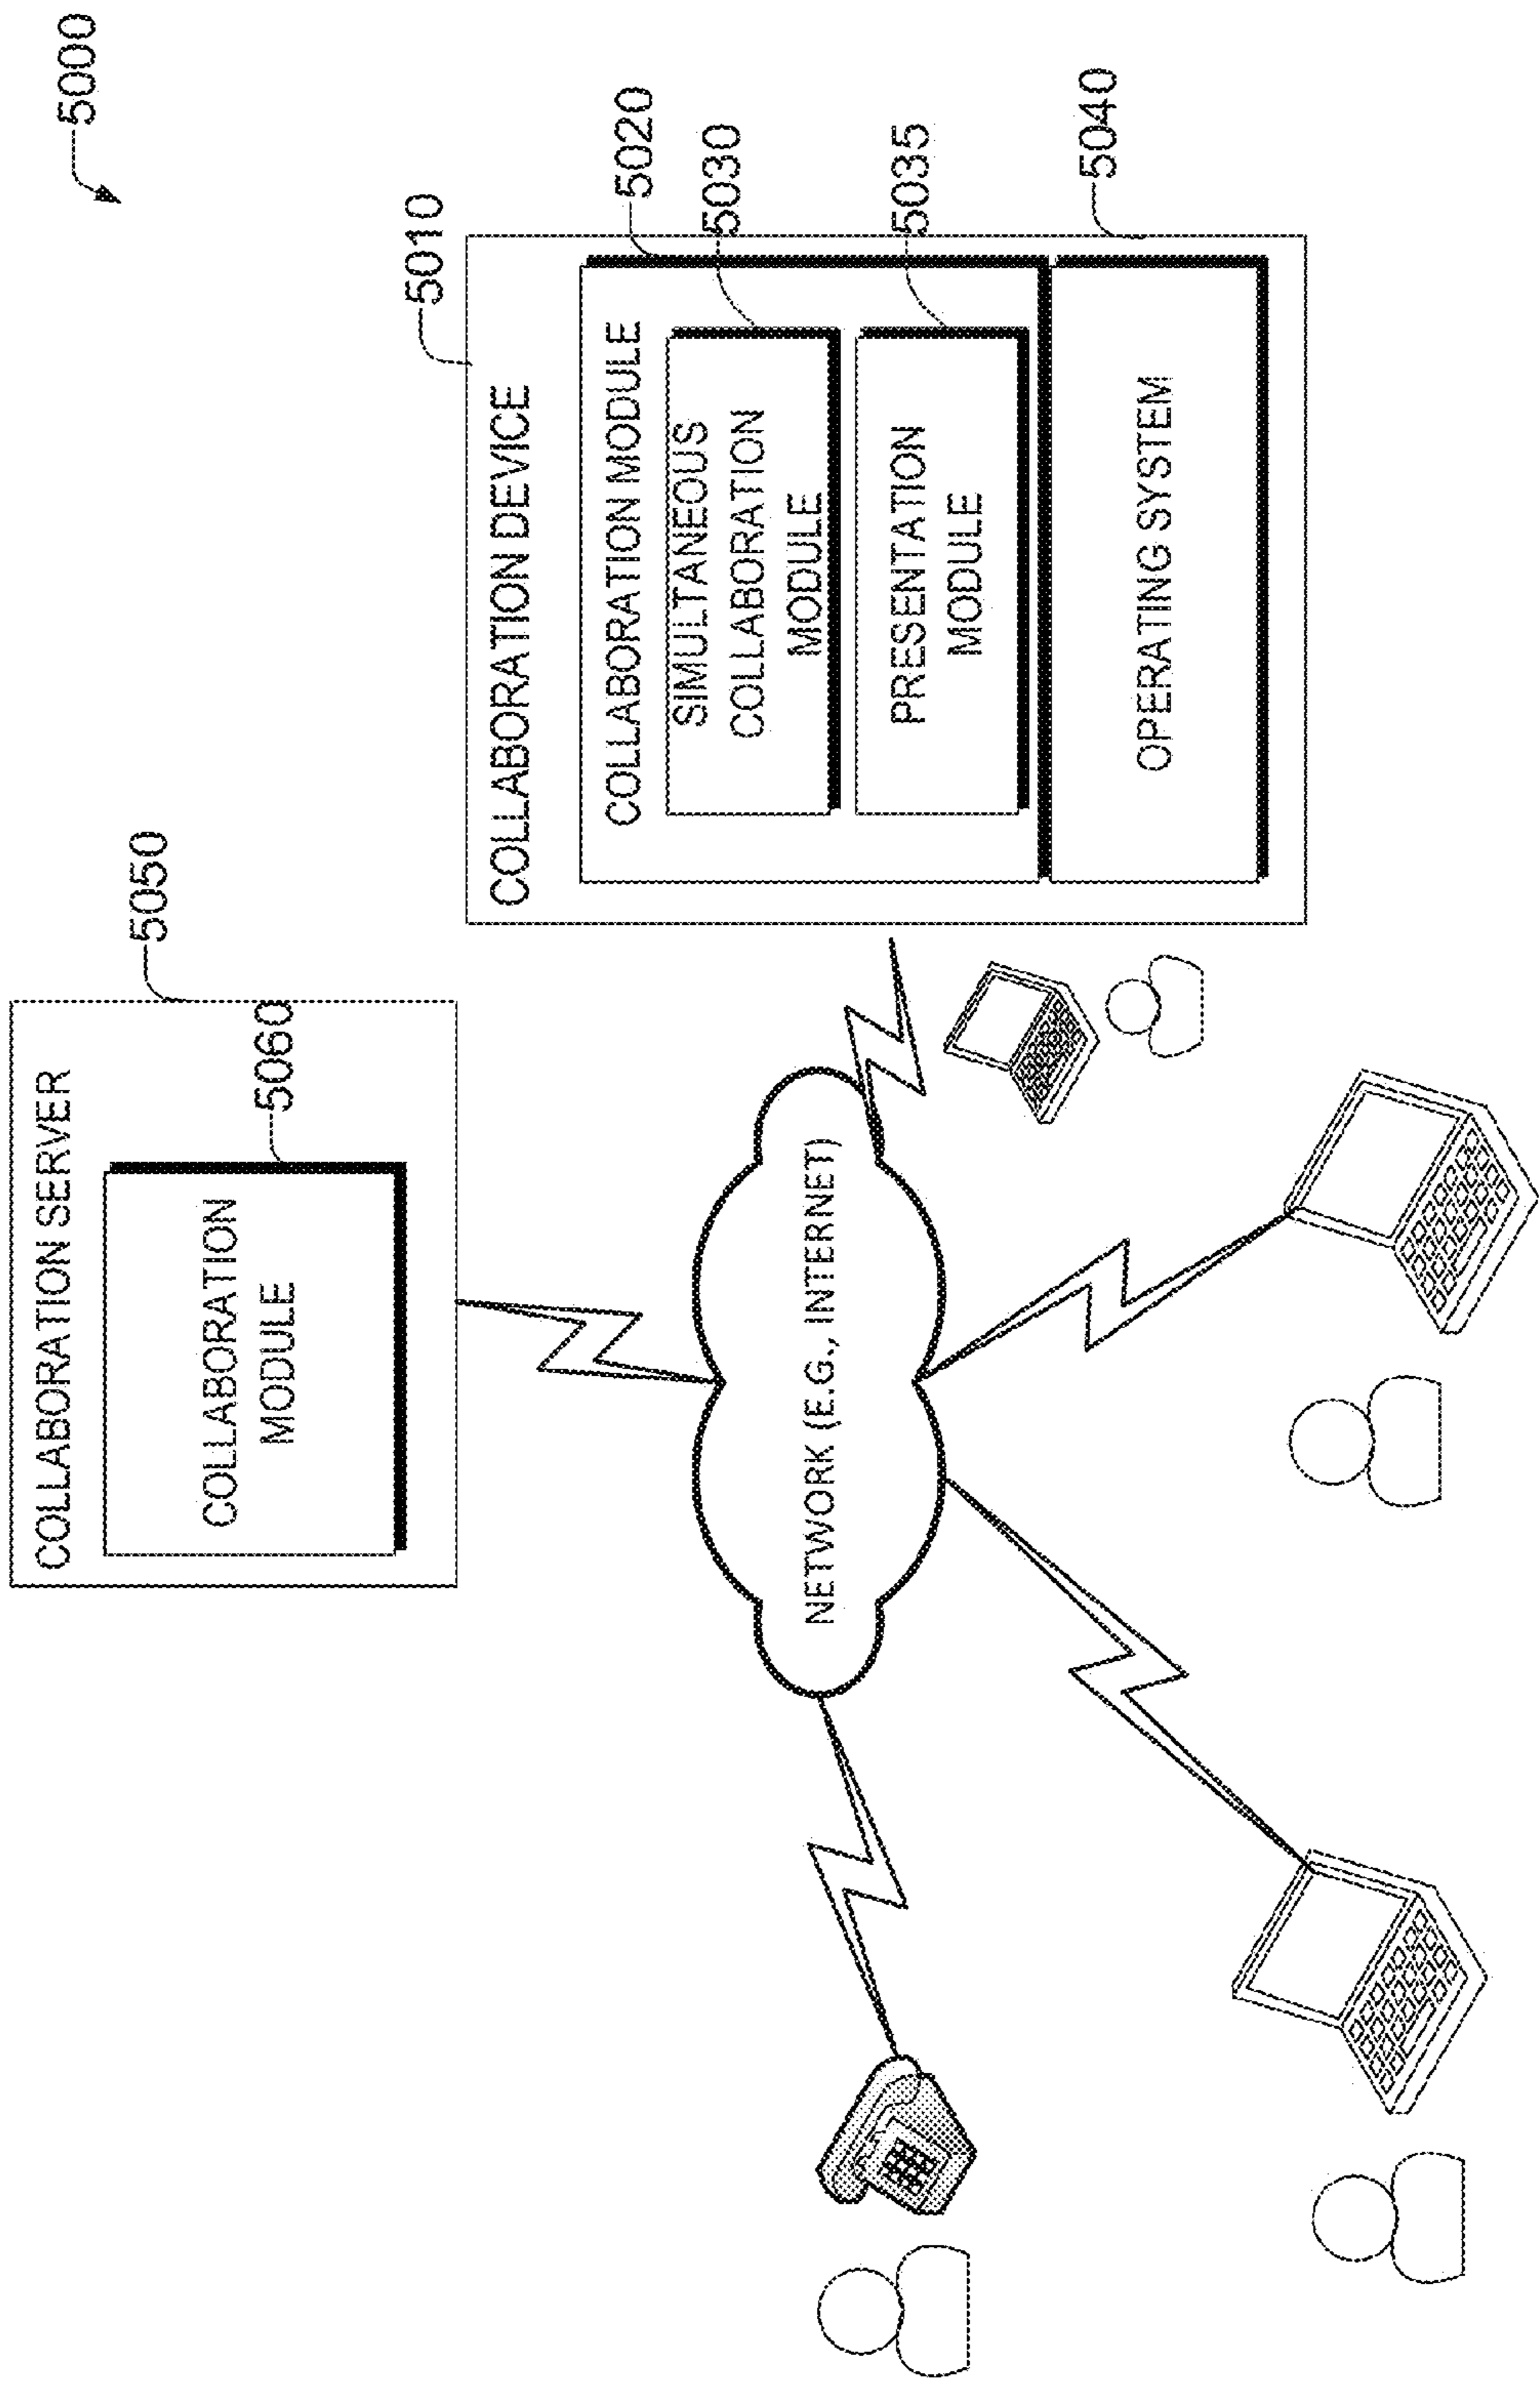 5000
COLLABORATION SERVER
5050
COLLABORATION
MODULE
5060
COLLABORATION DEVICE
5010
COLLABORATION MODULE
5020
SIMULTANEOUS
COLLABORATION
MODULE
5030
PRESENTATION
MODULE
5035
OPERATING SYSTEM
5040
NETWORK (E.G., INTERNET)